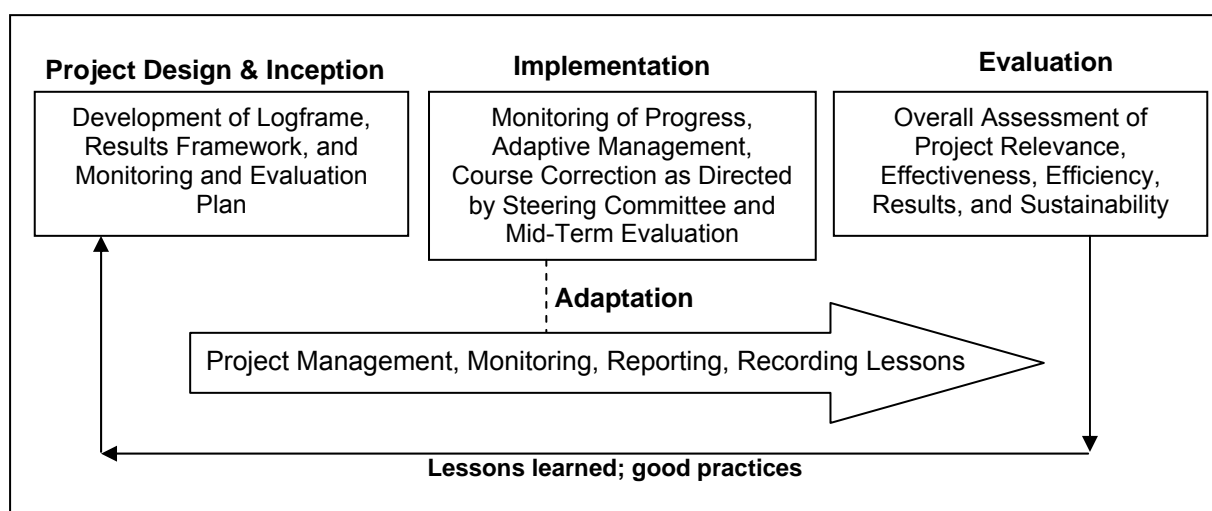 Project Design & Inception
Development of Logframe,
Results Framework, and
Monitoring and Evaluation
Plan
Implementation
Monitoring of Progress,
Adaptive Management,
Course Correction as Directed
by Steering Committee and
Mid-Term Evaluation
Evaluation
Overall Assessment of
Project Relevance,
Effectiveness, Efficiency,
Results, and Sustainability
Adaptation
Project Management, Monitoring, Reporting, Recording Lessons
Lessons learned; good practices